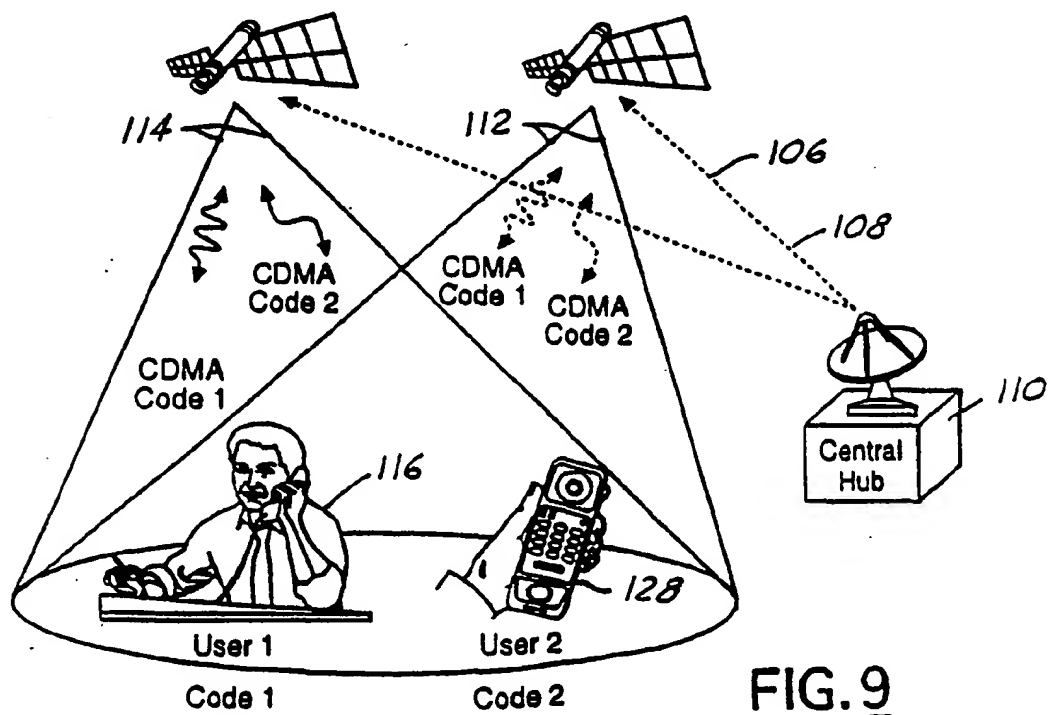 114
112
106
108
CDMA
Code 2
CDMA
Code 1
CDMA
Code 2
CDMA
Code 1
110
Central
Hub
116
128
User 1
User 2
Code 1
Code 2
FIG. 9